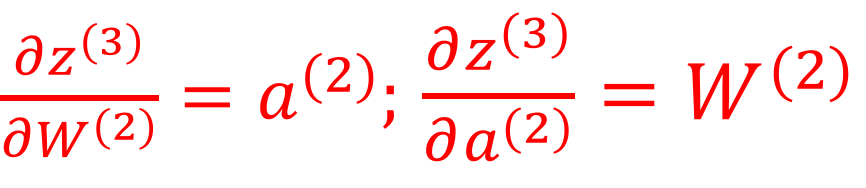 ∂z⁽³⁾/∂W⁽²⁾ = a⁽²⁾; ∂z⁽³⁾/∂a⁽²⁾ = W⁽²⁾